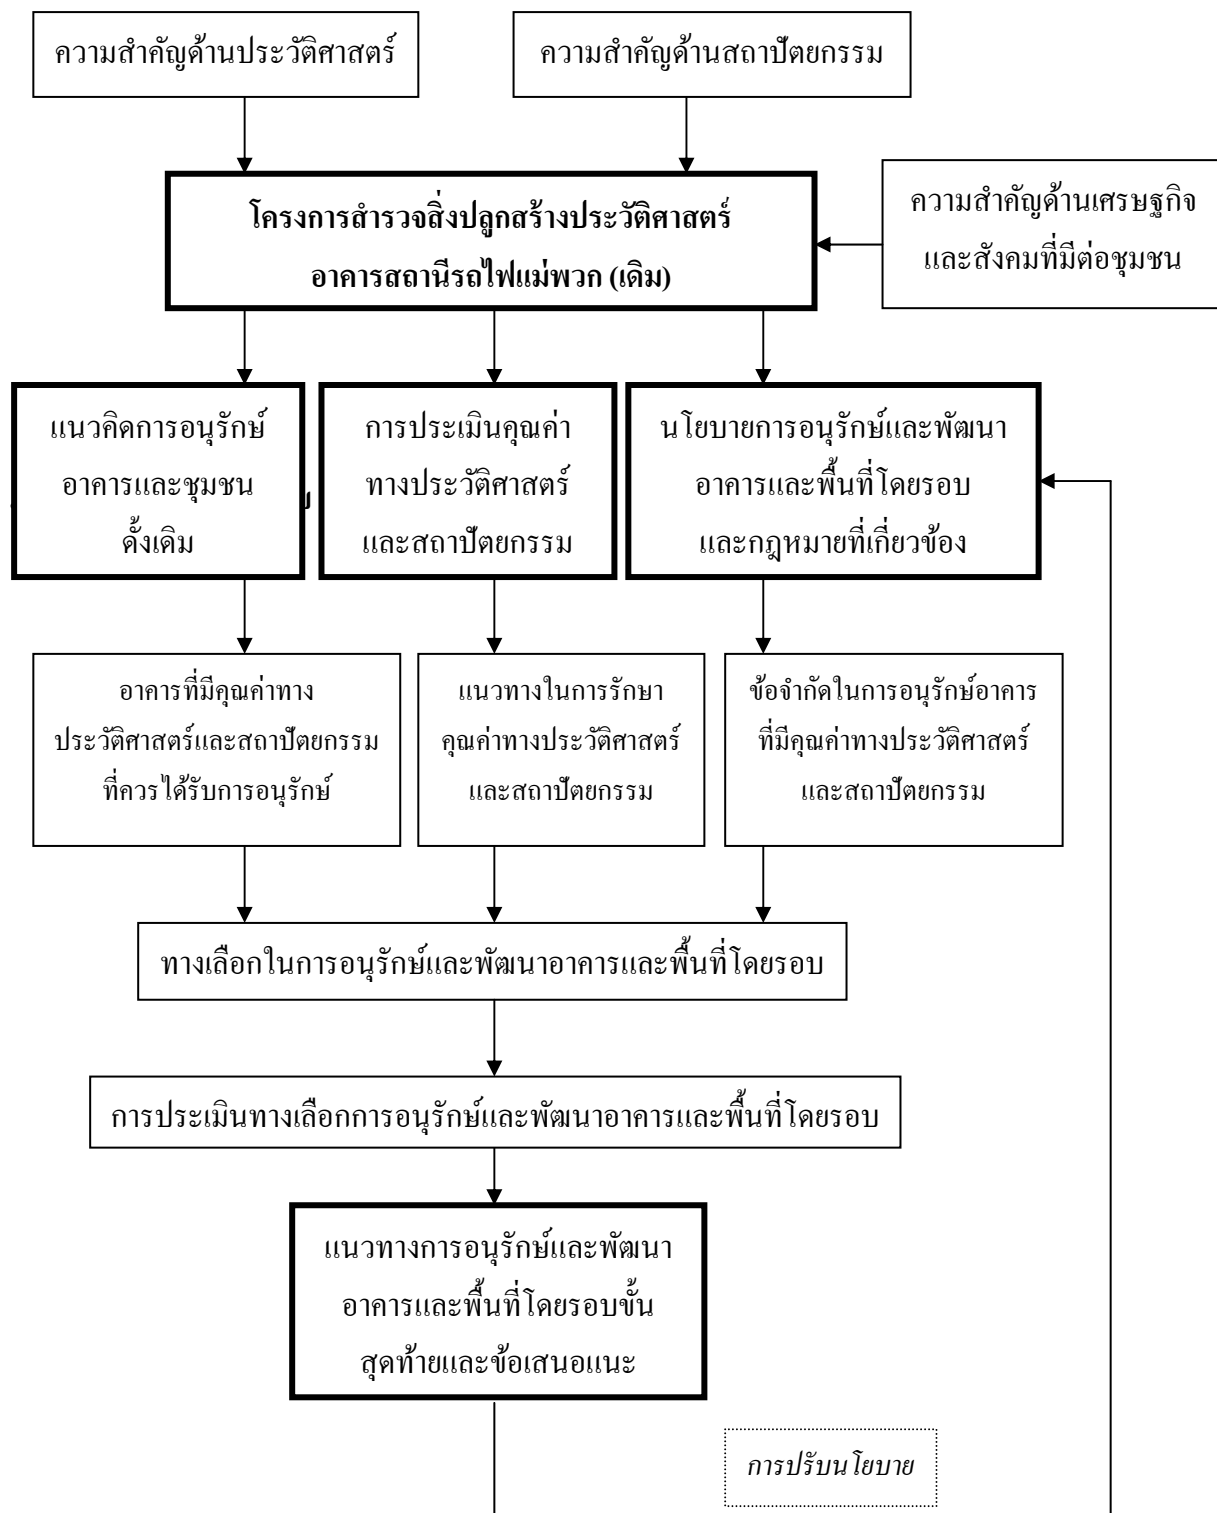 ความสำคัญด้านประวัติศาสตร์
ความสำคัญด้านสถาปัตยกรรม
โครงการสำรวจสิ่งปลูกสร้างประวัติศาสตร์
อาคารสถานีรถไฟแม่พวก (เดิม)
ความสำคัญด้านเศรษฐกิจ
และสังคมที่มีต่อชุมชน
แนวคิดการอนุรักษ์
อาคารและชุมชน
ดั้งเดิม
การประเมินคุณค่า
ทางประวัติศาสตร์
และสถาปัตยกรรม
นโยบายการอนุรักษ์และพัฒนา
อาคารและพื้นที่โดยรอบ
และกฎหมายที่เกี่ยวข้อง
อาคารที่มีคุณค่าทาง
ประวัติศาสตร์และสถาปัตยกรรม
ที่ควรได้รับการอนุรักษ์
แนวทางในการรักษา
คุณค่าทางประวัติศาสตร์
และสถาปัตยกรรม
ข้อจำกัดในการอนุรักษ์อาคาร
ที่มีคุณค่าทางประวัติศาสตร์
และสถาปัตยกรรม
ทางเลือกในการอนุรักษ์และพัฒนาอาคารและพื้นที่โดยรอบ
การประเมินทางเลือกการอนุรักษ์และพัฒนาอาคารและพื้นที่โดยรอบ
แนวทางการอนุรักษ์และพัฒนา
อาคารและพื้นที่โดยรอบขั้น
สุดท้ายและข้อเสนอแนะ
การปรับนโยบาย